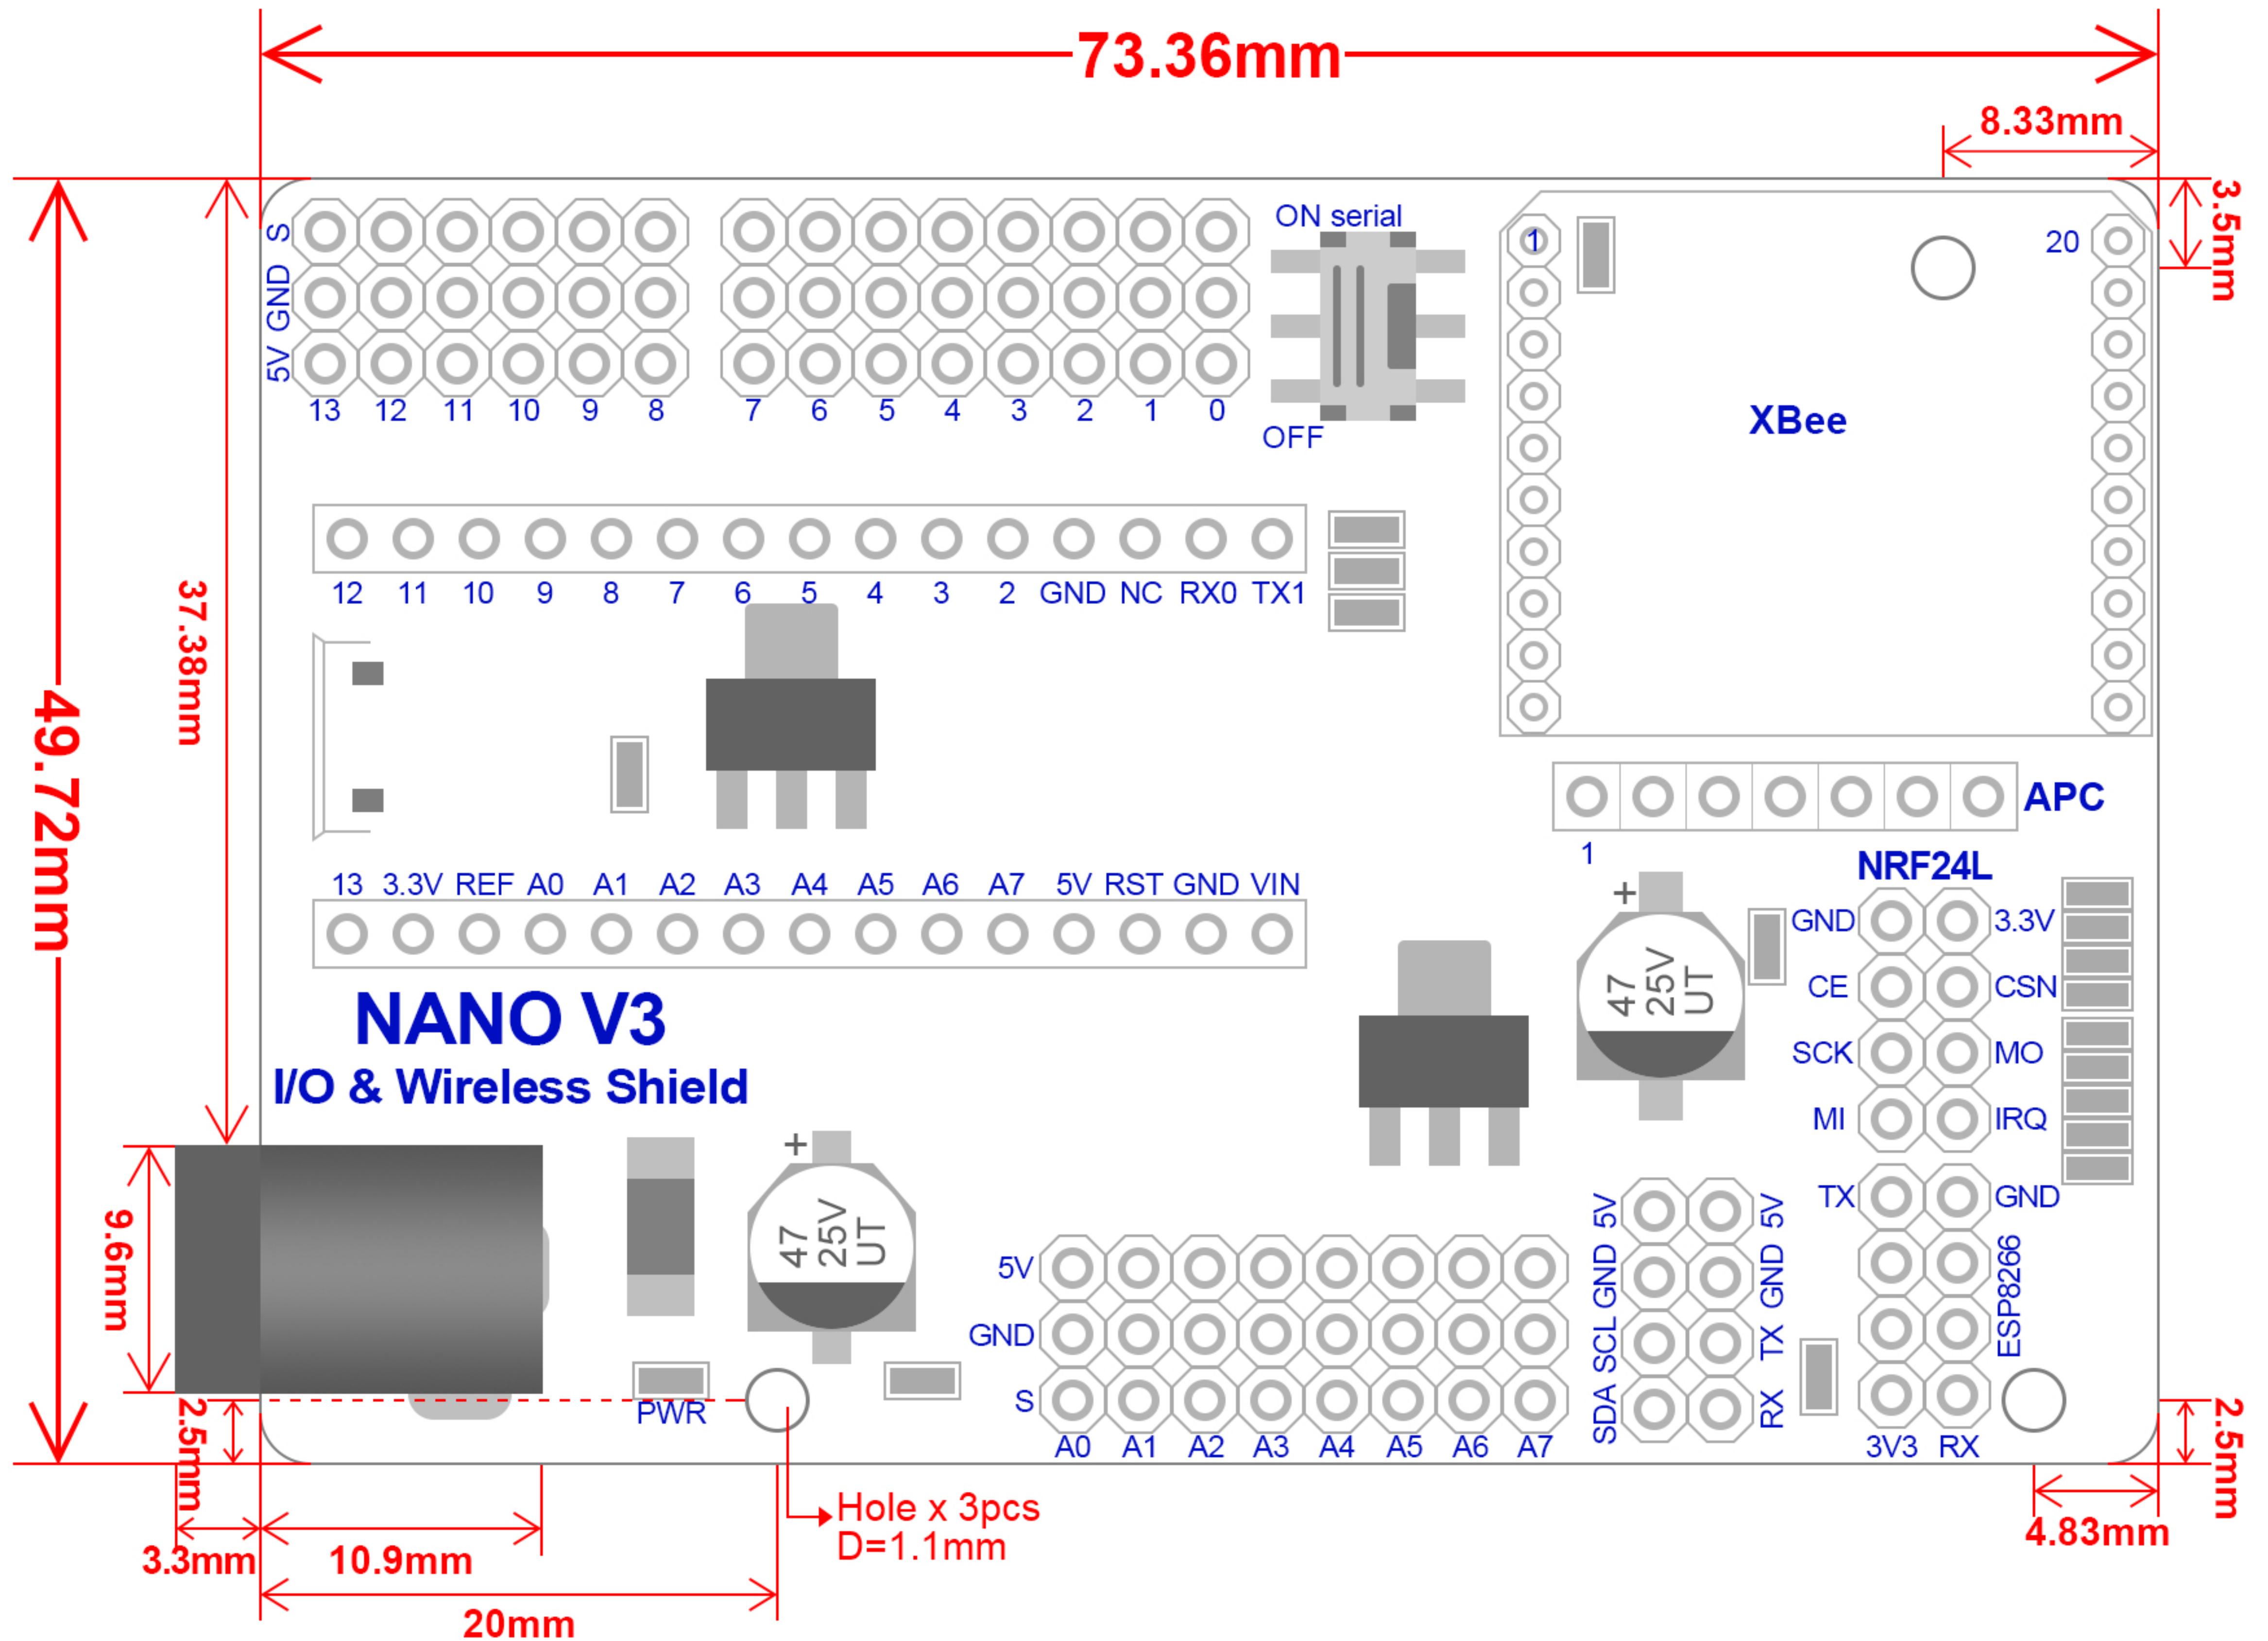 73.36mm
8.33mm
3.5mm
49.72mm
37.38mm
S
GND
5V
13 12 11 10 9 8 7 6 5 4 3 2 1 0
ON serial
OFF
1
20
XBee
12 11 10 9 8 7 6 5 4 3 2 GND NC RX0 TX1
APC
1
13 3.3V REF A0 A1 A2 A3 A4 A5 A6 A7 5V RST GND VIN
NRF24L
GND 3.3V
CE CSN
SCK MO
MI IRQ
+
47
25V
UT
NANO V3
I/O & Wireless Shield
9.6mm
+
47
25V
UT
PWR
5V
GND
S
A0 A1 A2 A3 A4 A5 A6 A7
SDA SCL GND 5V
RX TX GND 5V
TX GND
ESP8266
3V3 RX
2.5mm
2.5mm
Hole x 3pcs
D=1.1mm
3.3mm
10.9mm
20mm
4.83mm